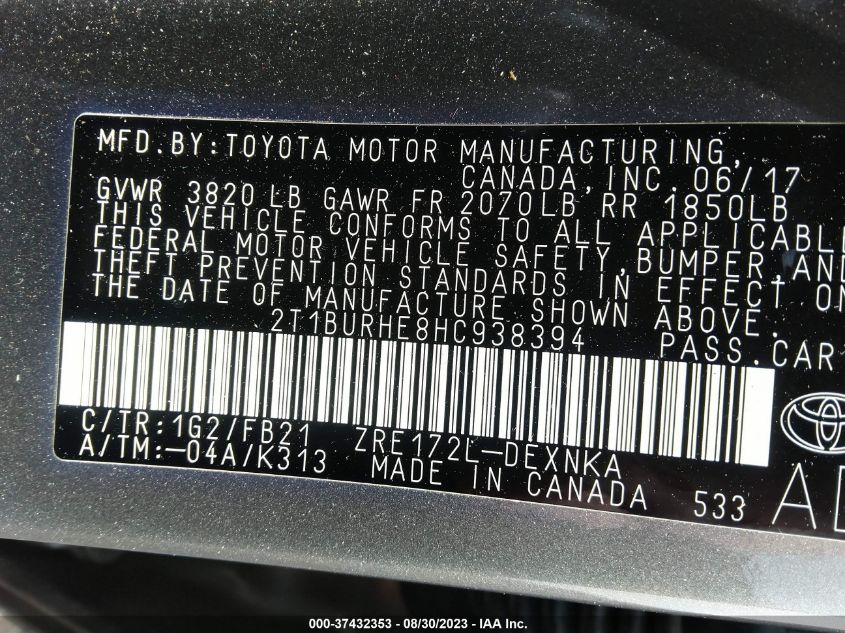 MFD.BY:TOYOTA MOTOR MANUFACTURING,
CANADA,INC.06/17
GVWR 3820 LB GAWR FR 2070LB RR 1850LB
THIS VEHICLE CONFORMS TO ALL APPLICABLE
FEDERAL MOTOR VEHICLE SAFETY,BUMPER,AND
THEFT PREVENTION STANDARDS IN EFFECT ON
THE DATE OF MANUFACTURE SHOWN ABOVE.
2T1BURHE8HC938394 PASS.CAR
C/TR:1G2/FB21 ZRE172L-DEXNKA
A/TM:-04A/K313 MADE IN CANADA 533
000-37432353 - 08/30/2023 - IAA Inc.